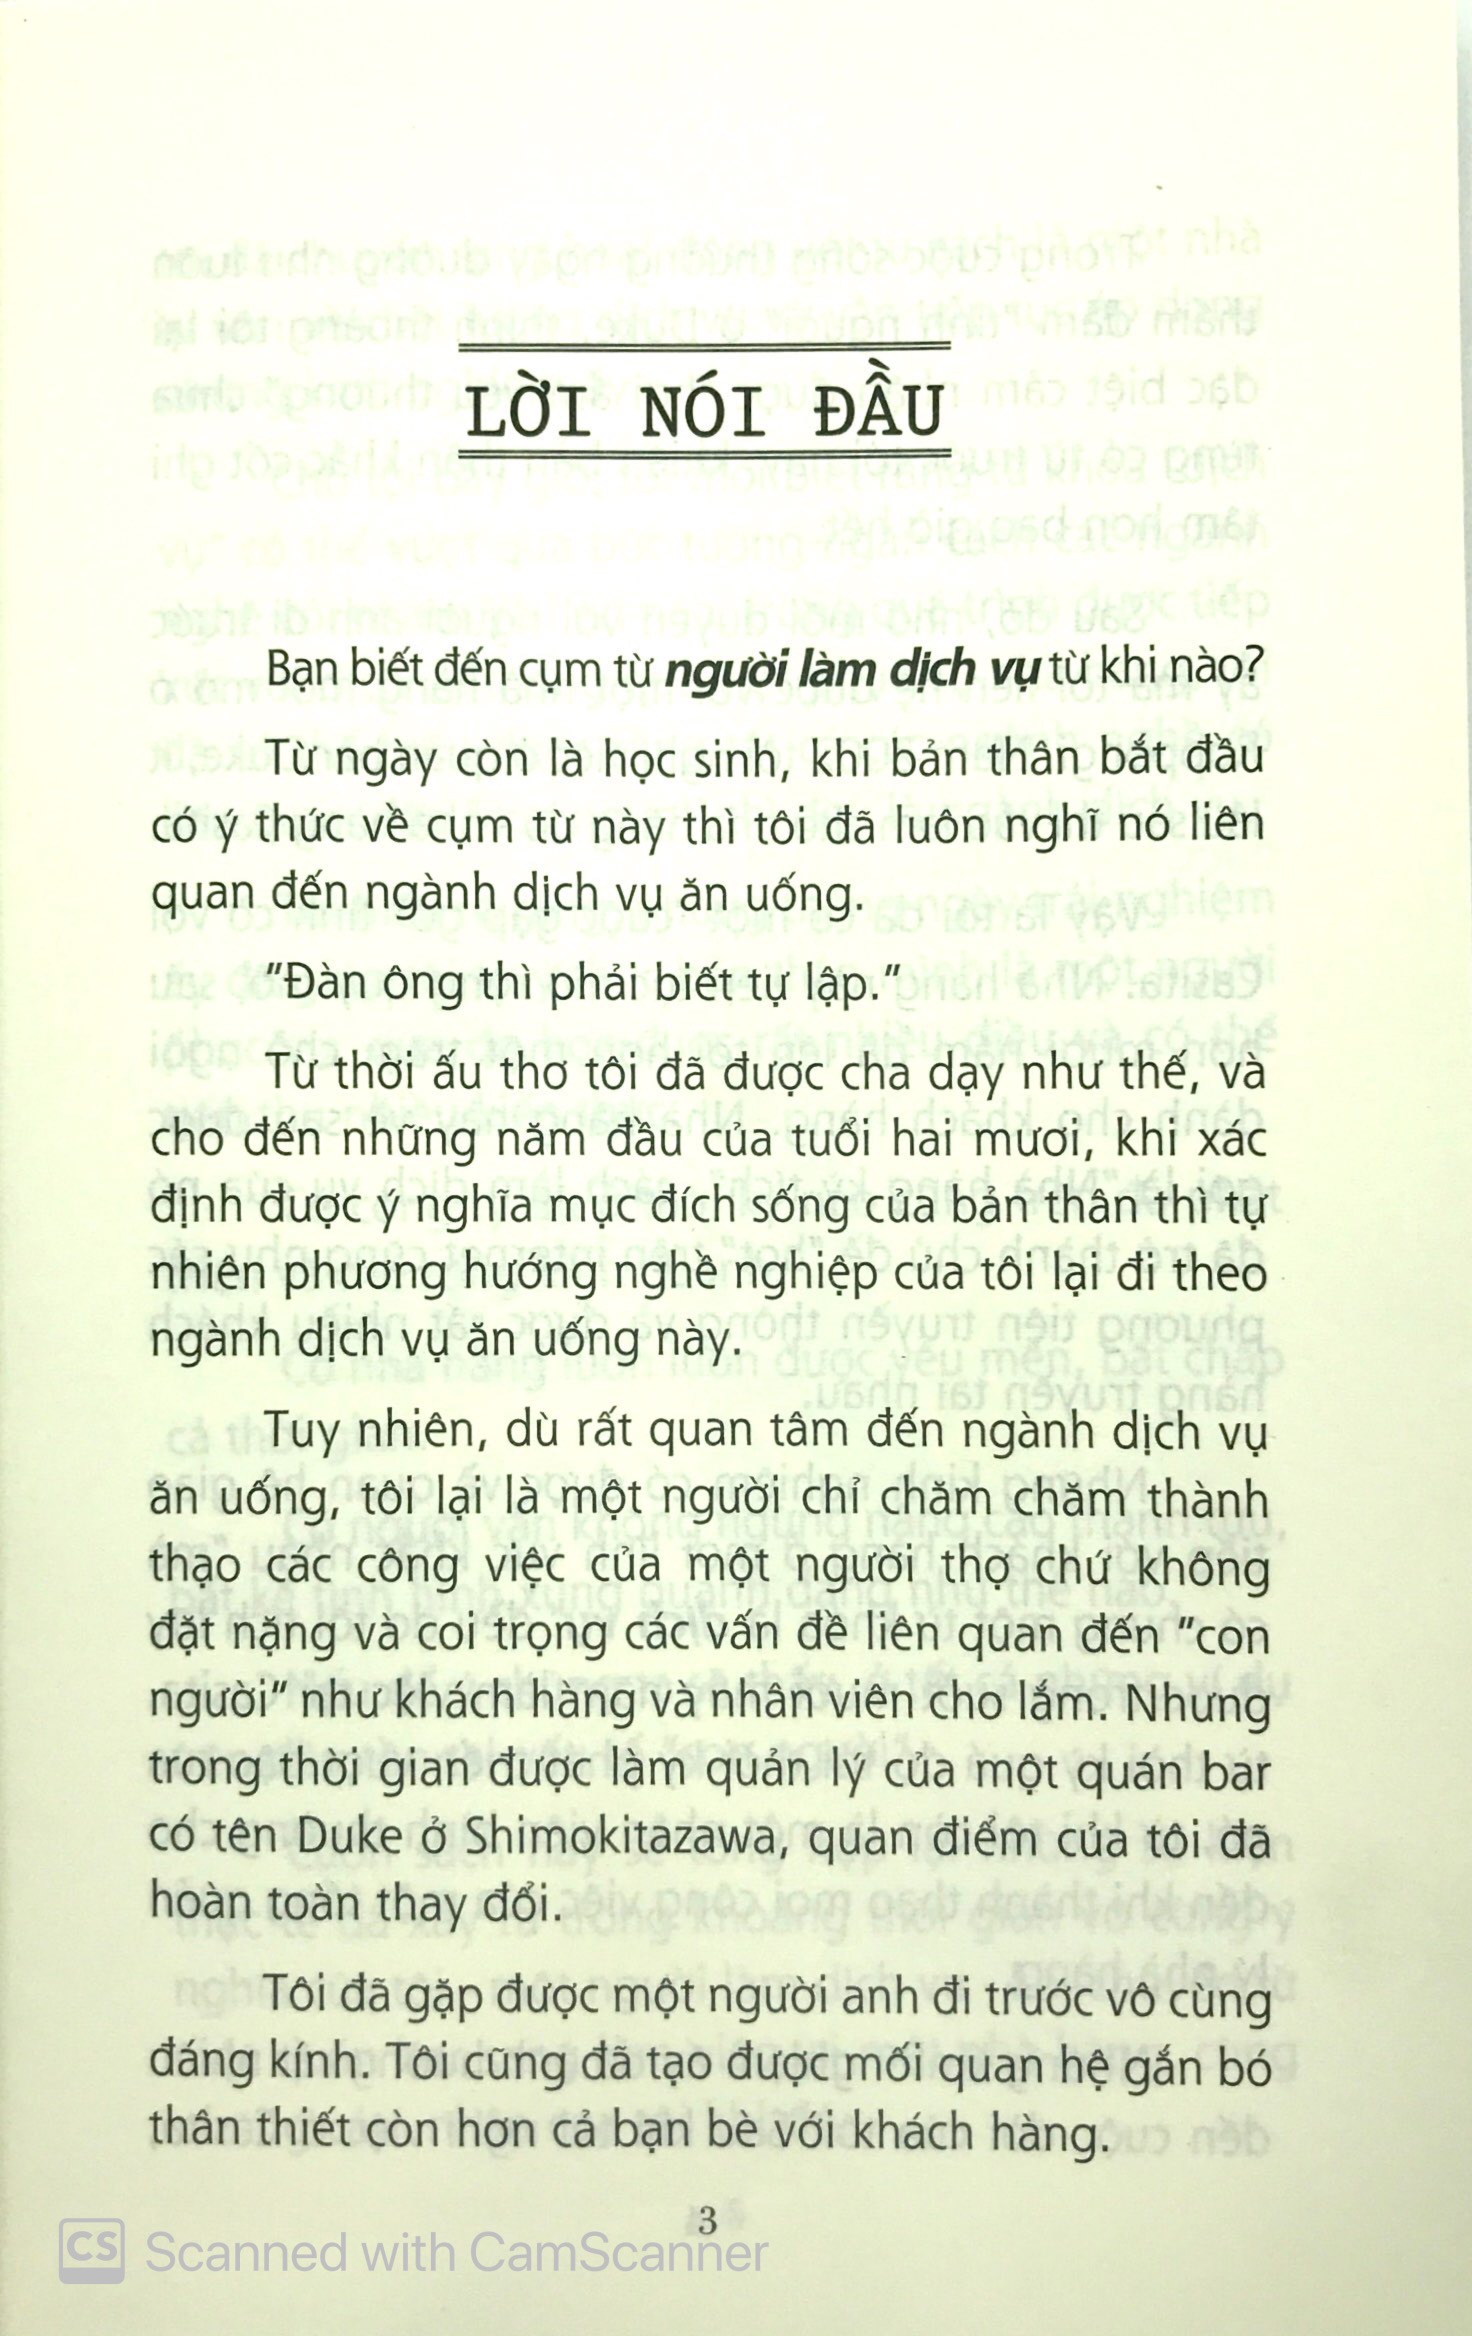 LỜI NÓI ĐẦU
Bạn biết đến cụm từ người làm dịch vụ từ khi nào?
Từ ngày còn là học sinh, khi bản thân bắt đầu
có ý thức về cụm từ này thì tôi đã luôn nghĩ nó liên
quan đến ngành dịch vụ ăn uống.
"Đàn ông thì phải biết tự lập."
Từ thời ấu thơ tôi đã được cha dạy như thế, và
cho đến những năm đầu của tuổi hai mươi, khi xác
định được ý nghĩa mục đích sống của bản thân thì tự
nhiên phương hướng nghề nghiệp của tôi lại đi theo
ngành dịch vụ ăn uống này.
Tuy nhiên, dù rất quan tâm đến ngành dịch vụ
ăn uống, tôi lại là một người chỉ chăm chăm thành
thạo các công việc của một người thợ chứ không
đặt nặng và coi trọng các vấn đề liên quan đến "con
người" như khách hàng và nhân viên cho lắm. Nhưng
trong thời gian được làm quản lý của một quán bar
có tên Duke ở Shimokitazawa, quan điểm của tôi đã
hoàn toàn thay đổi.
Tôi đã gặp được một người anh đi trước vô cùng
đáng kính. Tôi cũng đã tạo được mối quan hệ gắn bó
thân thiết còn hơn cả bạn bè với khách hàng.
3
CS Scanned with CamScanner